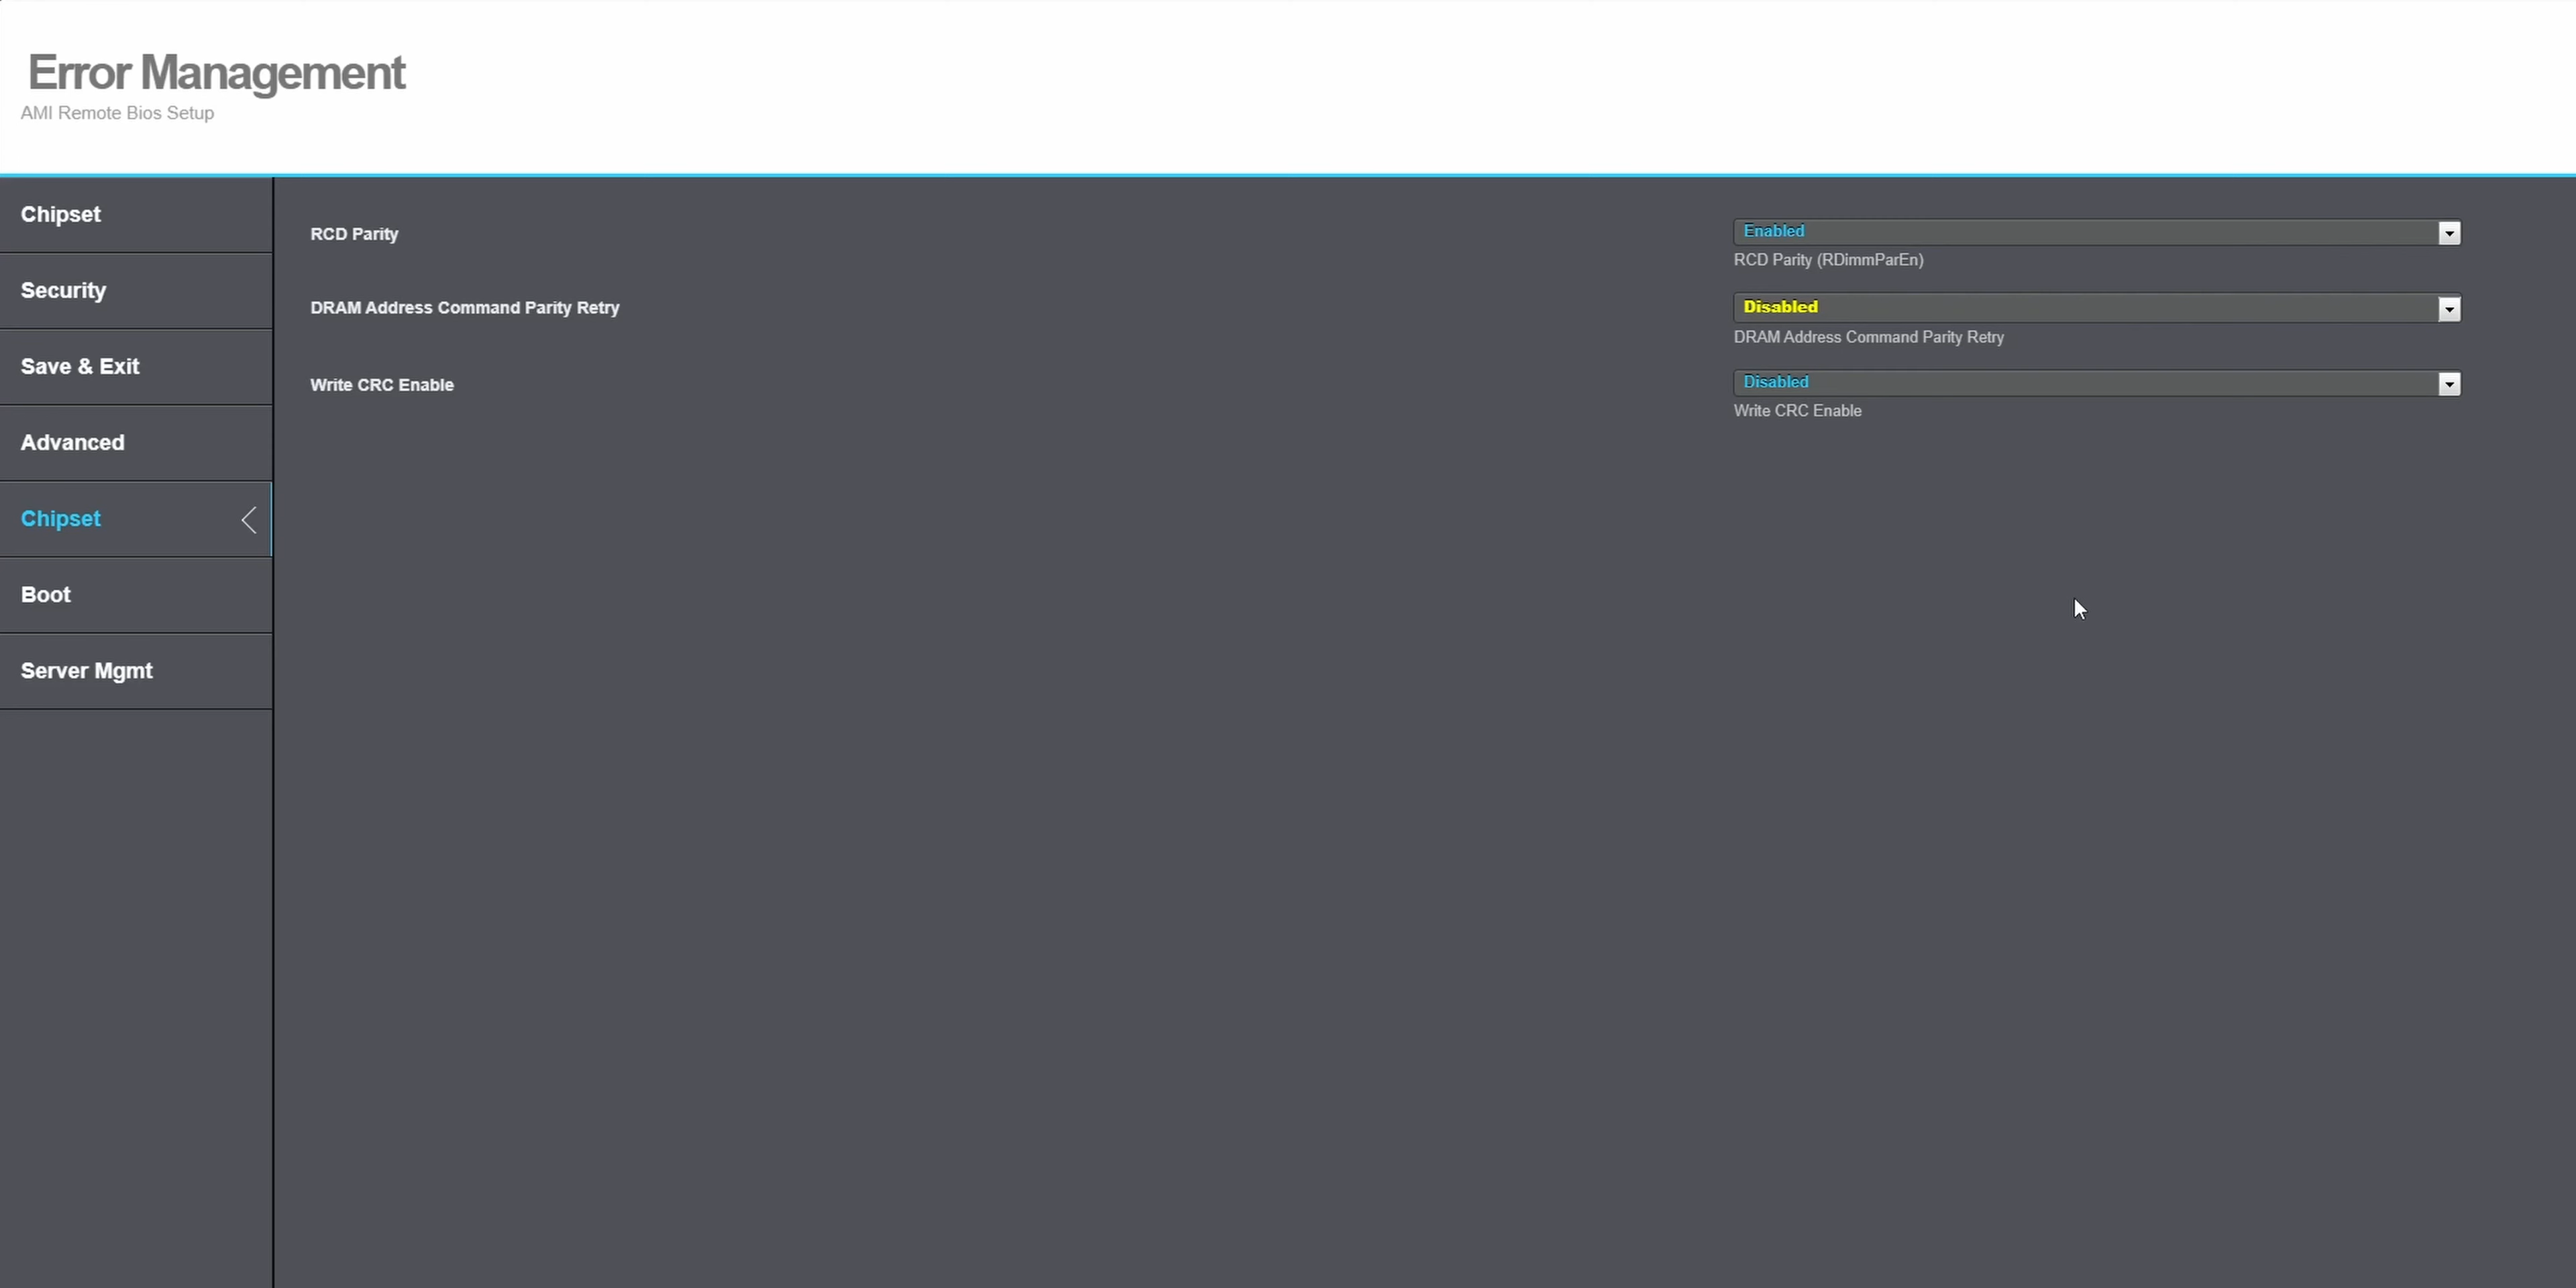 Error Management
AMI Remote Bios Setup
Chipset
Security
Save & Exit
Advanced
Chipset
Boot
Server Mgmt
RCD Parity
Enabled
RCD Parity (RDimmParEn)
DRAM Address Command Parity Retry
Disabled
DRAM Address Command Parity Retry
Write CRC Enable
Disabled
Write CRC Enable